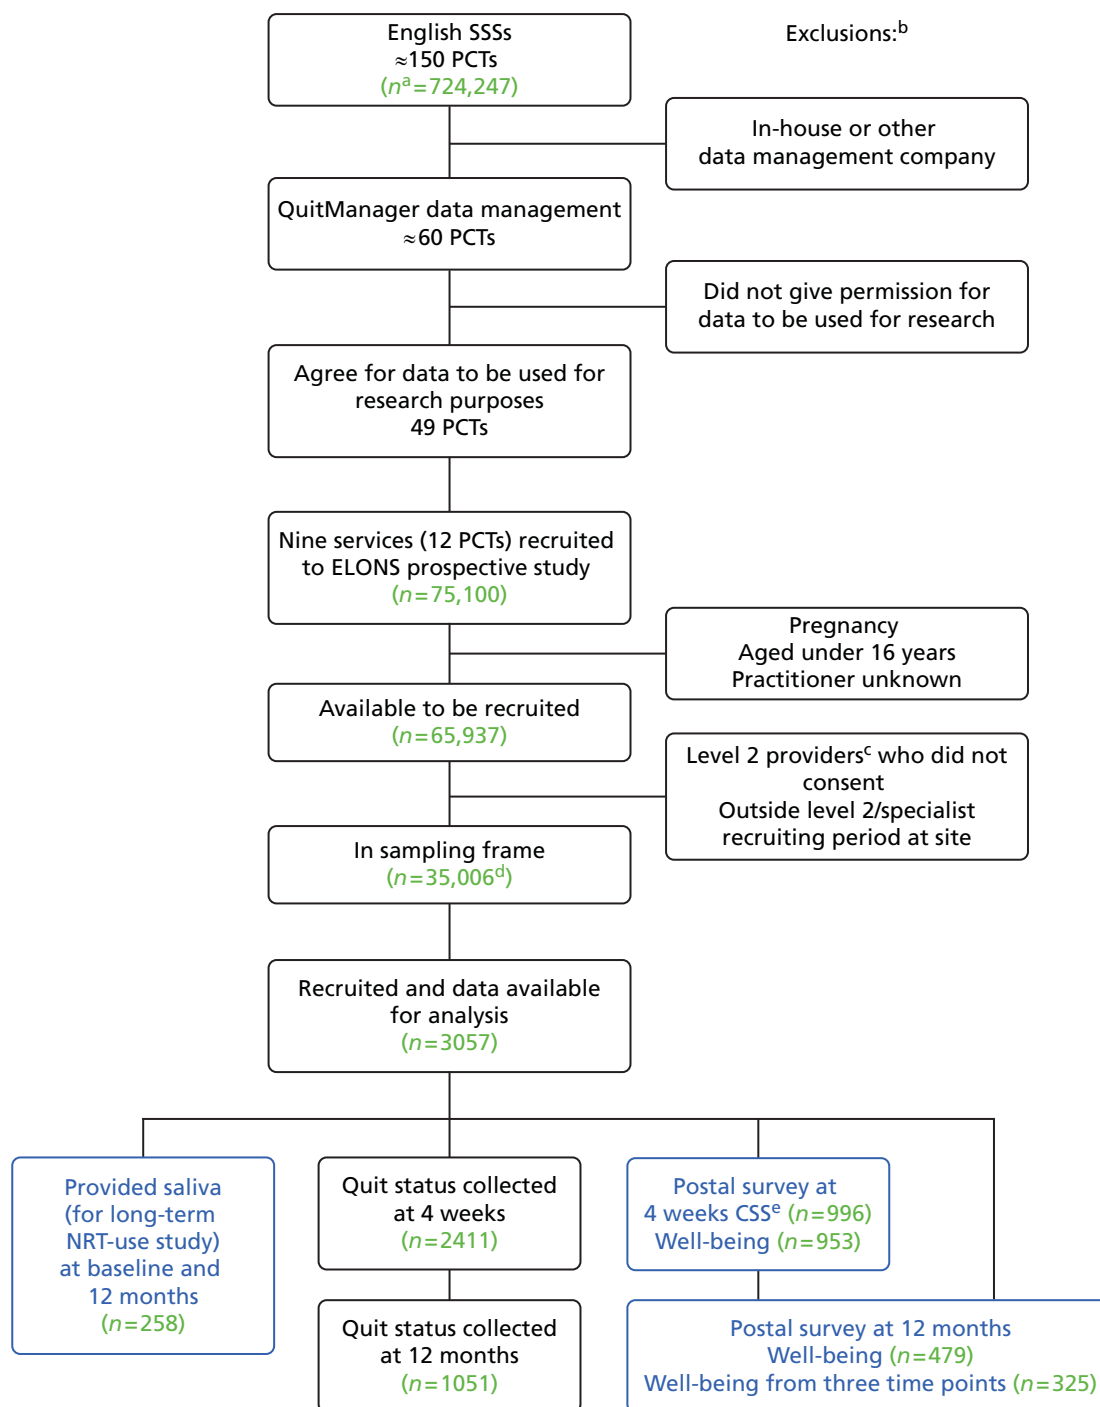 English SSSs
≈150 PCTs
(nᵃ=724,247)
Exclusions:ᵇ
In-house or other
data management company
QuitManager data management
≈60 PCTs
Did not give permission for
data to be used for research
Agree for data to be used for
research purposes
49 PCTs
Nine services (12 PCTs) recruited
to ELONS prospective study
(n=75,100)
Pregnancy
Aged under 16 years
Practitioner unknown
Available to be recruited
(n=65,937)
Level 2 providersᶜ who did not
consent
Outside level 2/specialist
recruiting period at site
In sampling frame
(n=35,006ᵈ)
Recruited and data available
for analysis
(n=3057)
Provided saliva
(for long-term
NRT-use study)
at baseline and
12 months
(n=258)
Quit status collected
at 4 weeks
(n=2411)
Postal survey at
4 weeks CSSᵉ (n=996)
Well-being (n=953)
Quit status collected
at 12 months
(n=1051)
Postal survey at 12 months
Well-being (n=479)
Well-being from three time points (n=325)